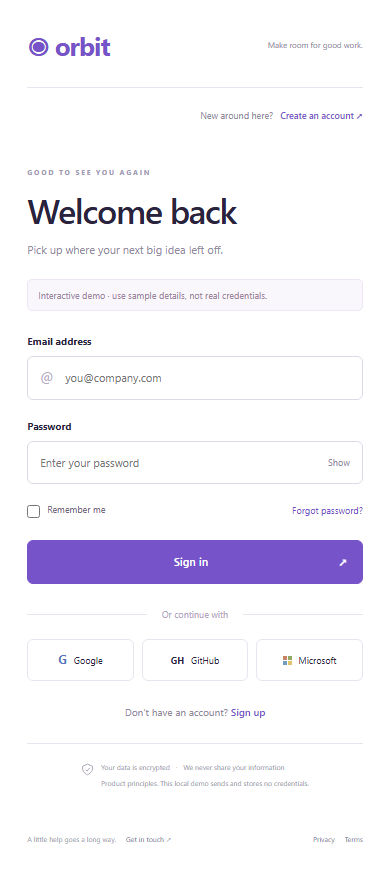 orbit
Make room for good work.
New around here? Create an account ↗
GOOD TO SEE YOU AGAIN
Welcome back
Pick up where your next big idea left off.
Interactive demo · use sample details, not real credentials.
Email address
@ you@company.com
Password
Enter your password Show
Remember me Forgot password?
Sign in ↗
Or continue with
G Google GH GitHub Microsoft
Don't have an account? Sign up
Your data is encrypted · We never share your information
Product principles. This local demo sends and stores no credentials.
A little help goes a long way. Get in touch ↗ Privacy Terms